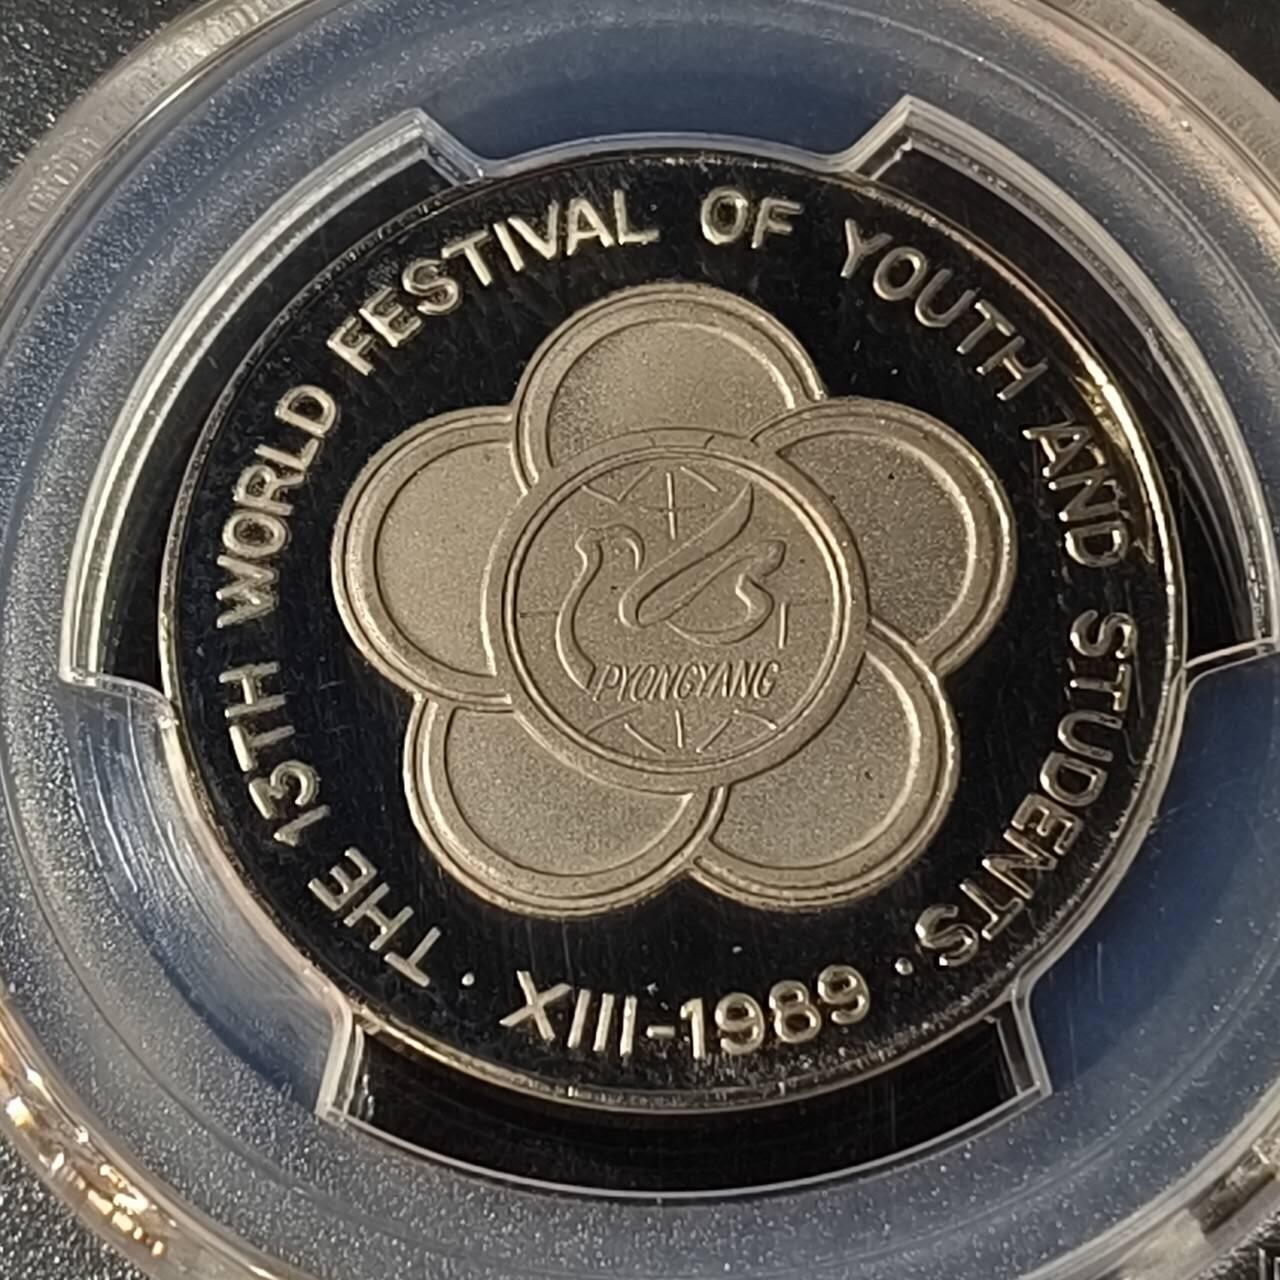 THE 13TH WORLD FESTIVAL OF YOUTH AND STUDENTS
· XIII-1989 ·
PYONGYANG